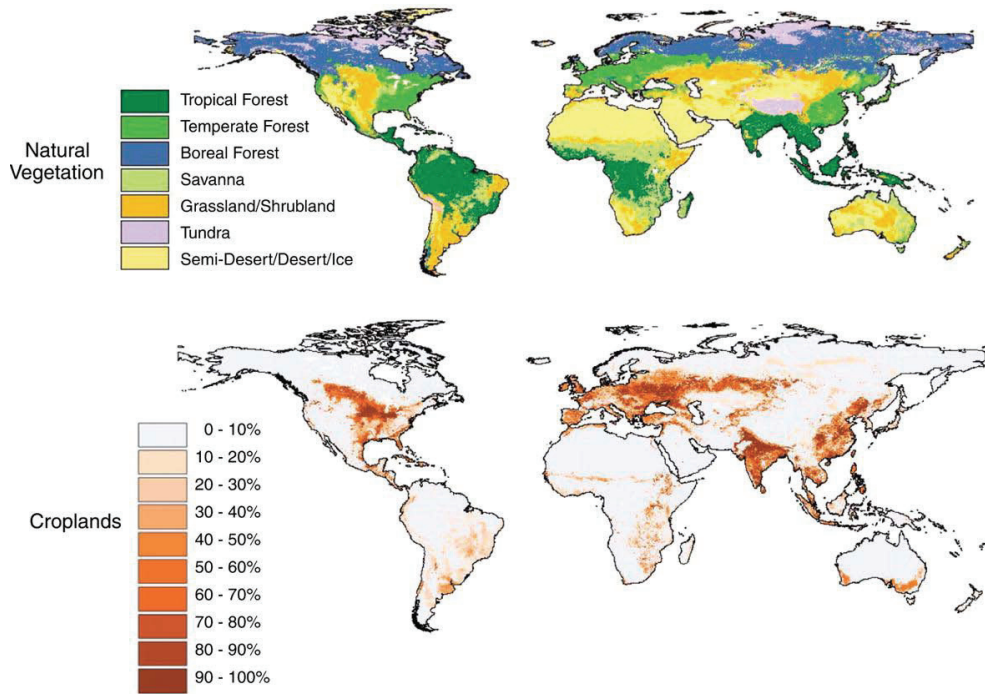 Natural
Vegetation
Tropical Forest
Temperate Forest
Boreal Forest
Savanna
Grassland/Shrubland
Tundra
Semi-Desert/Desert/Ice
Croplands
0 - 10%
10 - 20%
20 - 30%
30 - 40%
40 - 50%
50 - 60%
60 - 70%
70 - 80%
80 - 90%
90 - 100%